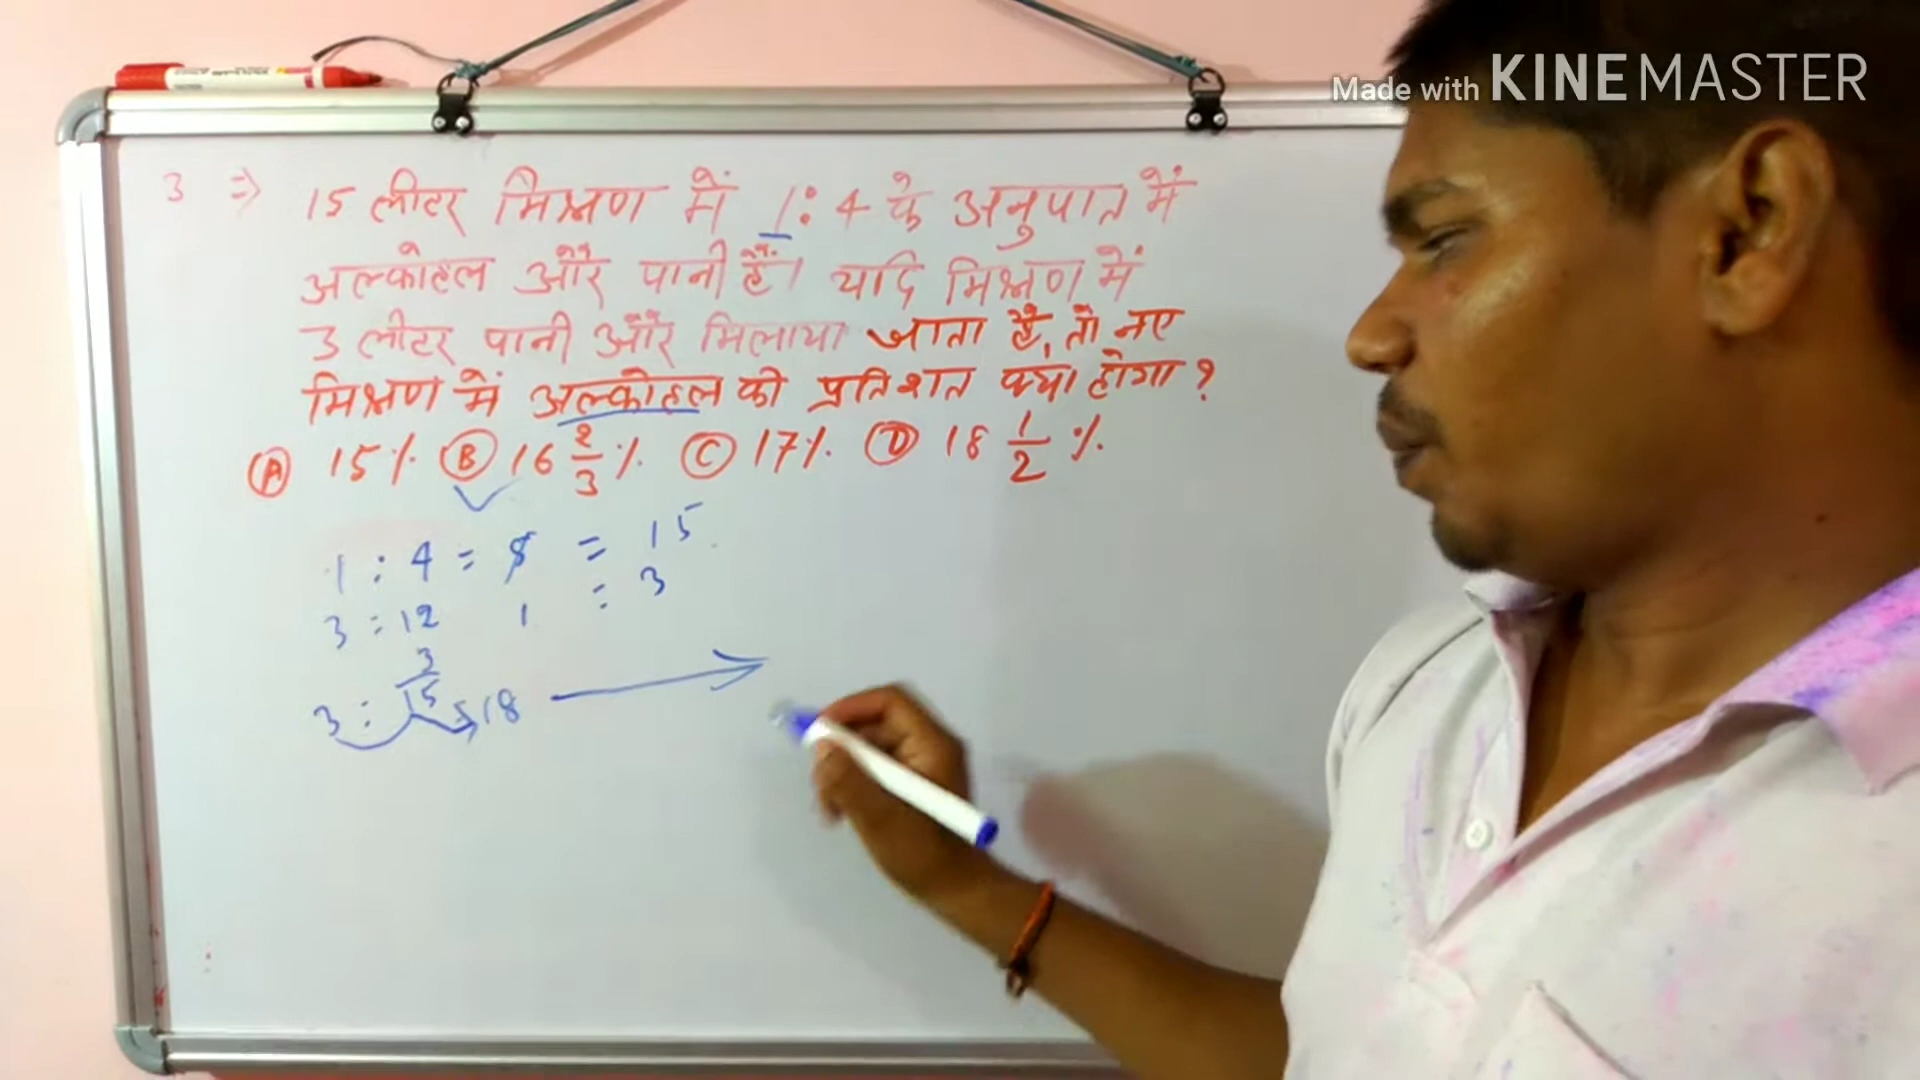 Made with KINEMASTER
3 ⇒ 15 लीटर मिश्रण में 1:4 के अनुपात में
अल्कोहल और पानी हैं। यदि मिश्रण में
3 लीटर पानी और मिलाया जाता है, तो नए
मिश्रण में अल्कोहल की प्रतिशत क्या होगा?
(A) 15% (B) 16 2/3 % (C) 17% (D) 18 1/2 %
1 : 4 = 5 = 15
3 : 12 1 = 3
3
3 : 15 18